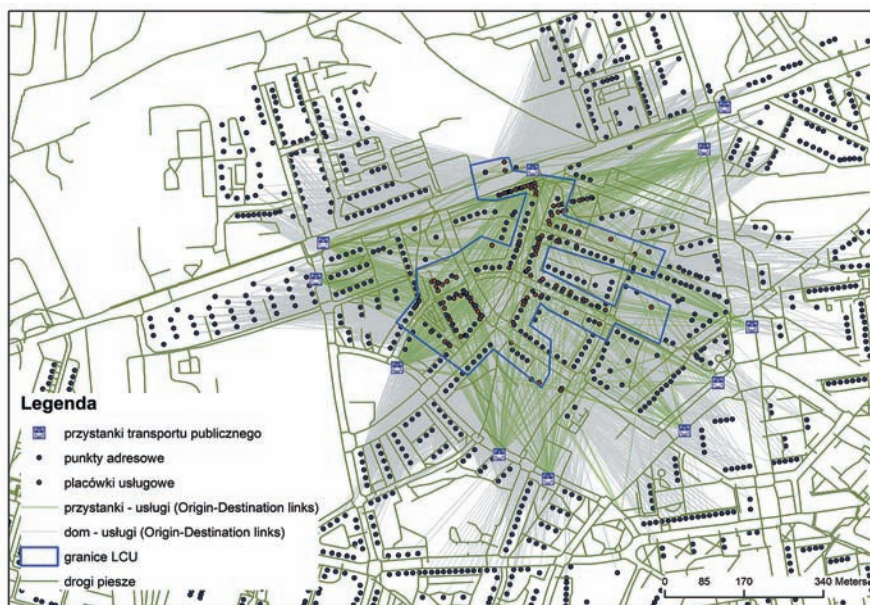 Legenda
przystanki transportu publicznego
punkty adresowe
placówki usługowe
przystanki - usługi (Origin-Destination links)
dom - usługi (Origin-Destination links)
granice LCU
drogi piesze
0 85 170 340 Meters